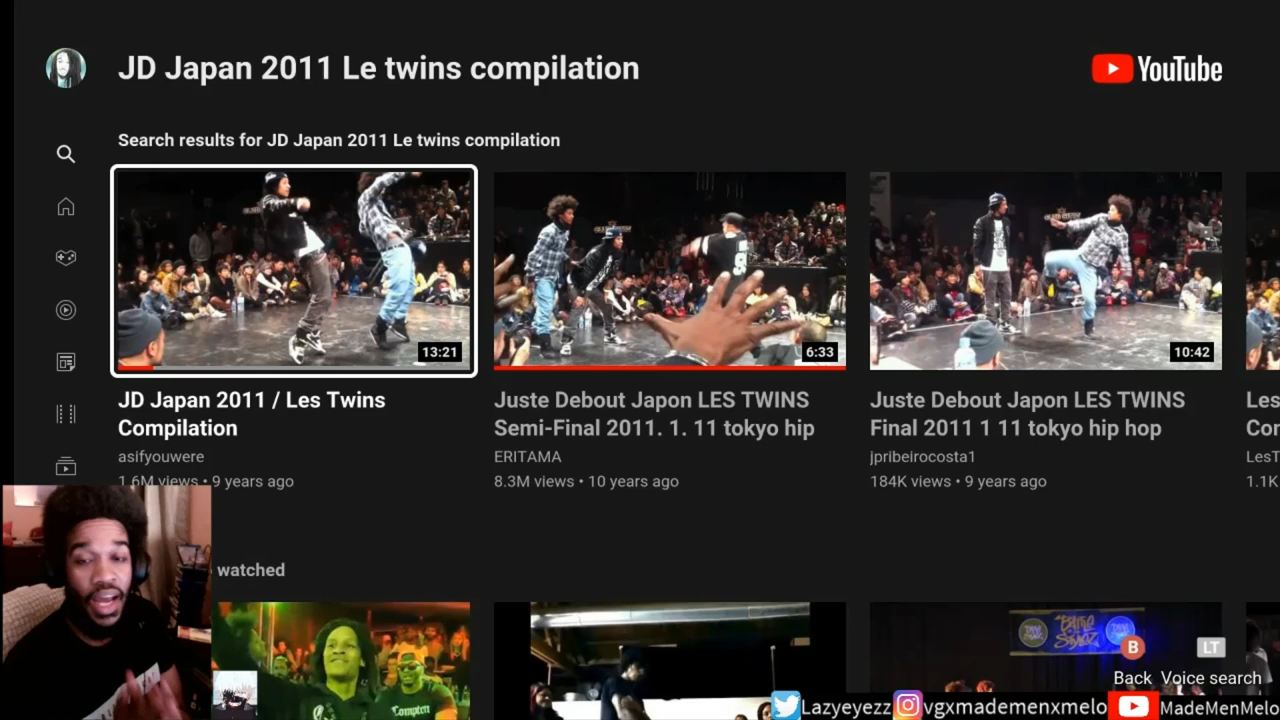 JD Japan 2011 Le twins compilation
YouTube
Search results for JD Japan 2011 Le twins compilation
13:21
6:33
10:42
JD Japan 2011 / Les Twins
Compilation
asifyouwere
1.6M views • 9 years ago
Juste Debout Japon LES TWINS
Semi-Final 2011. 1. 11 tokyo hip
ERITAMA
8.3M views • 10 years ago
Juste Debout Japon LES TWINS
Final 2011 1 11 tokyo hip hop
jpribeirocosta1
184K views • 9 years ago
Les
Cor
LesT
1.1K
watched
Compton
B
LT
Back Voice search
Lazyeyezz
vgxmademenxmelo
MadeMenMelo